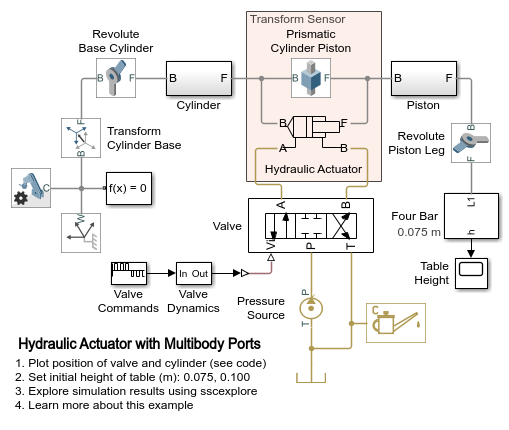 Transform Sensor
Revolute
Base Cylinder
Prismatic
Cylinder Piston
B F
B F
B F
B F
Cylinder
Piston
F
B
Transform
Cylinder Base
B F
A B
Hydraulic Actuator
Revolute
Piston Leg
B
F
C
f(x) = 0
W
Valve
A B
Vi P T
Four Bar
0.075 m
L1
h
Valve
Commands
In Out
Valve
Dynamics
Pressure
Source
P
T
C
Table
Height
Hydraulic Actuator with Multibody Ports
1. Plot position of valve and cylinder (see code)
2. Set initial height of table (m): 0.075, 0.100
3. Explore simulation results using sscexplore
4. Learn more about this example